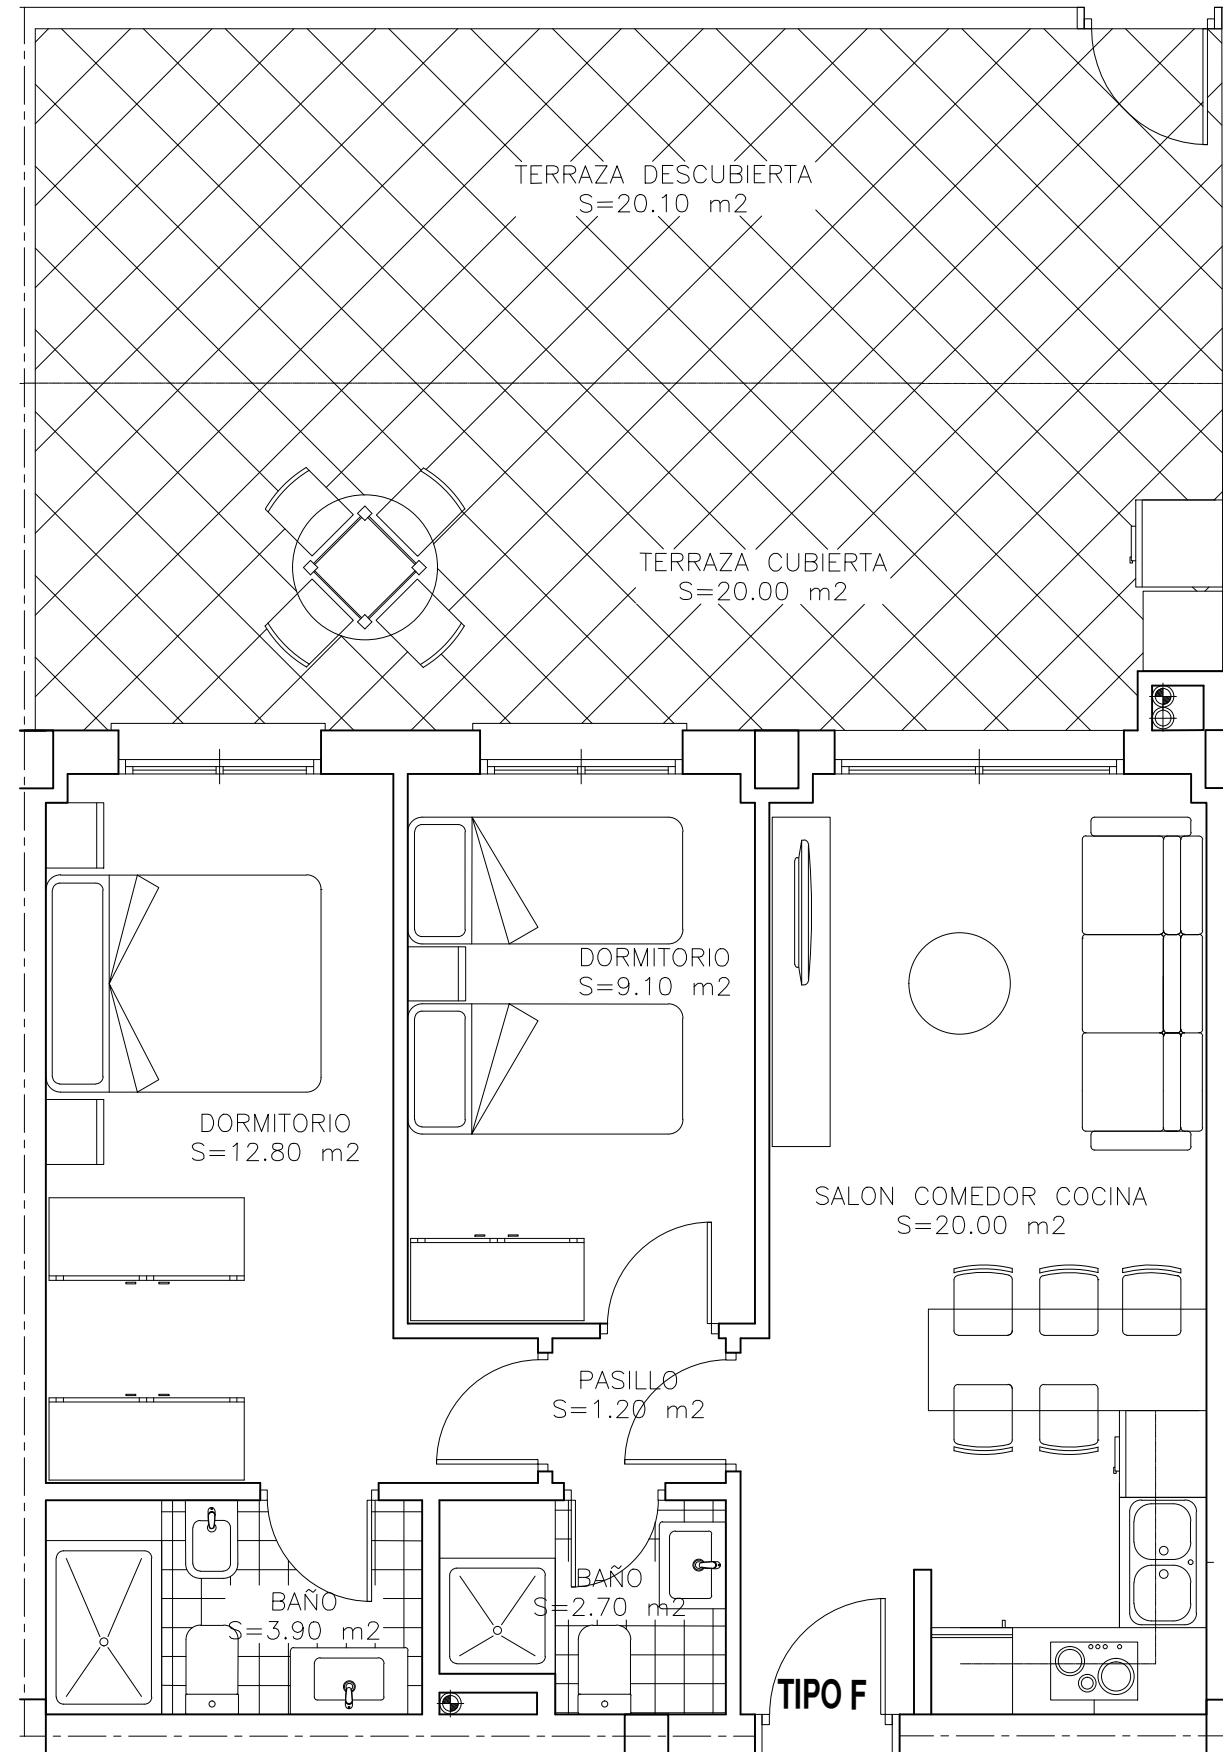 TERRAZA DESCUBIERTA
S=20.10 m2
TERRAZA CUBIERTA
S=20.00 m2
DORMITORIO
S=9.10 m2
DORMITORIO
S=12.80 m2
SALON COMEDOR COCINA
S=20.00 m2
PASILLO
S=1.20 m2
BAÑO
S=2.70 m2
BAÑO
S=3.90 m2
TIPO F